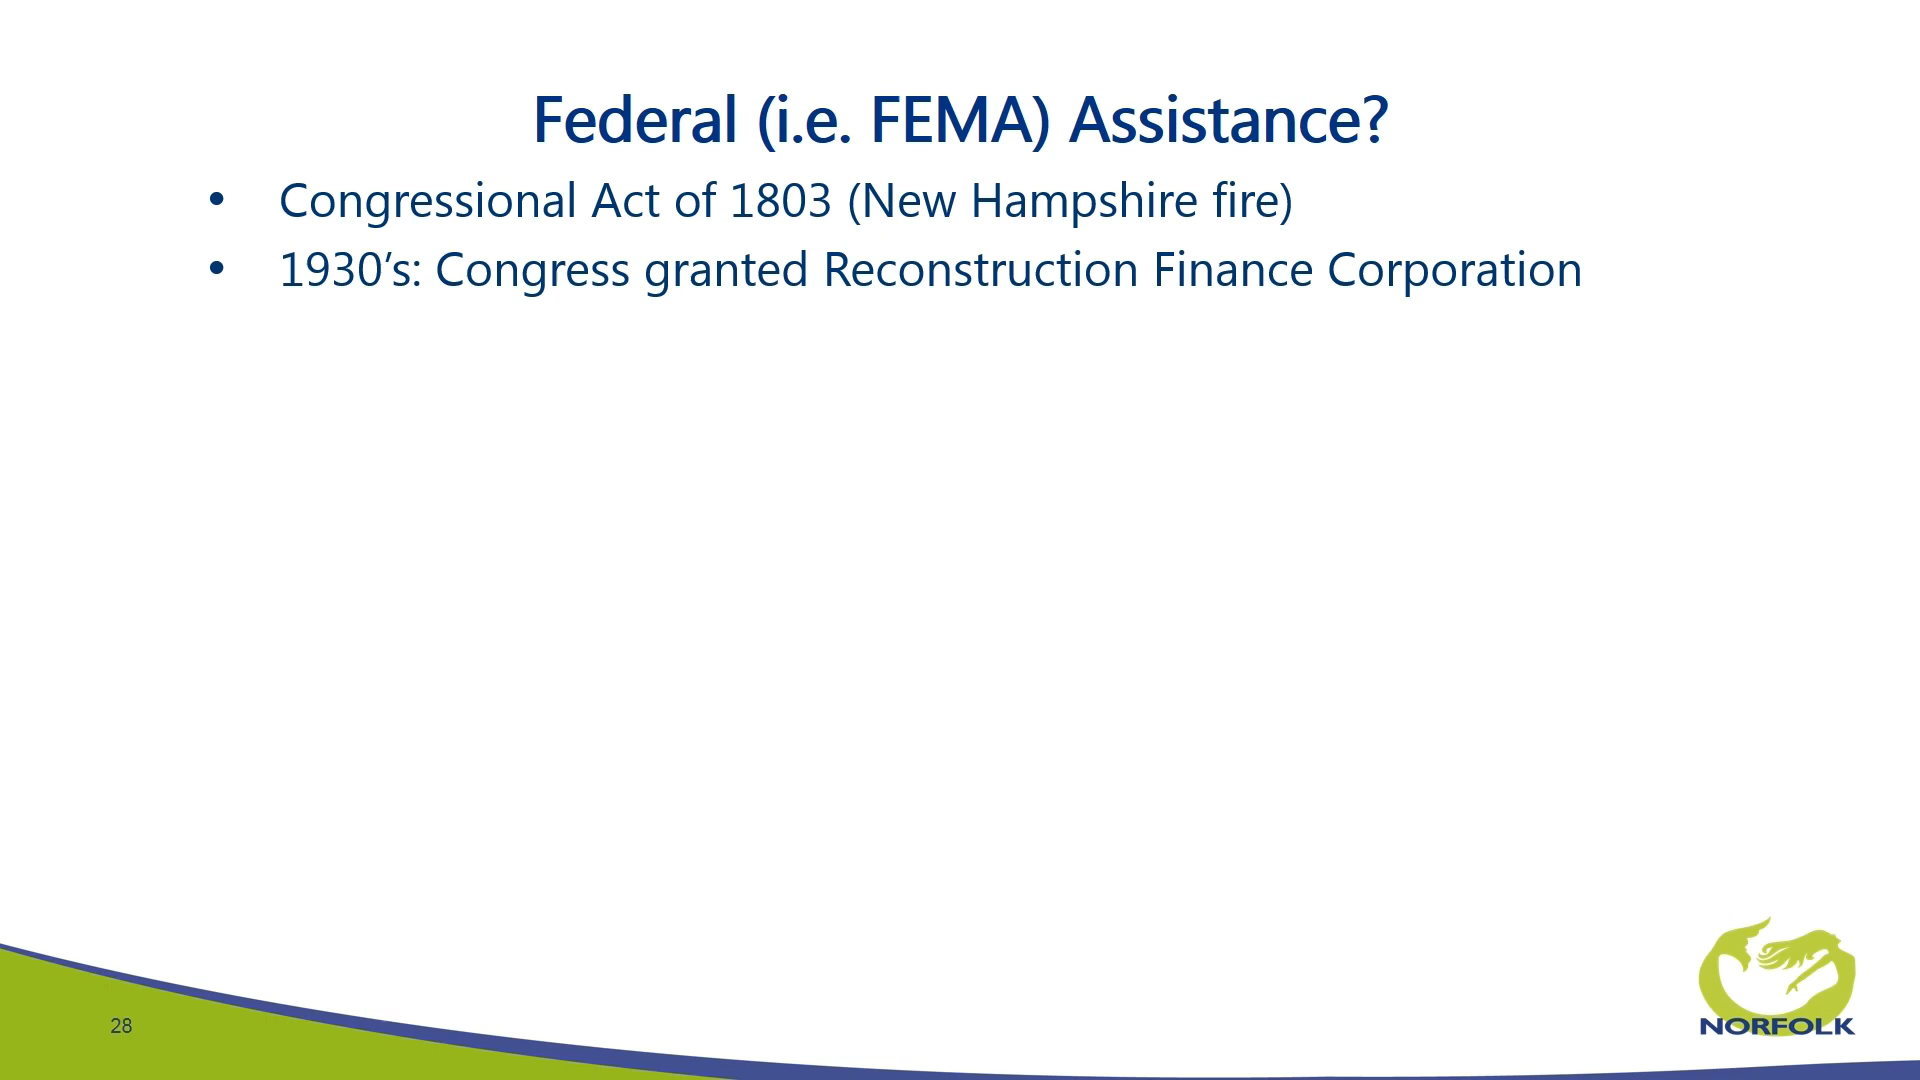 Federal (i.e. FEMA) Assistance?
• Congressional Act of 1803 (New Hampshire fire)
• 1930’s: Congress granted Reconstruction Finance Corporation
28
NORFOLK